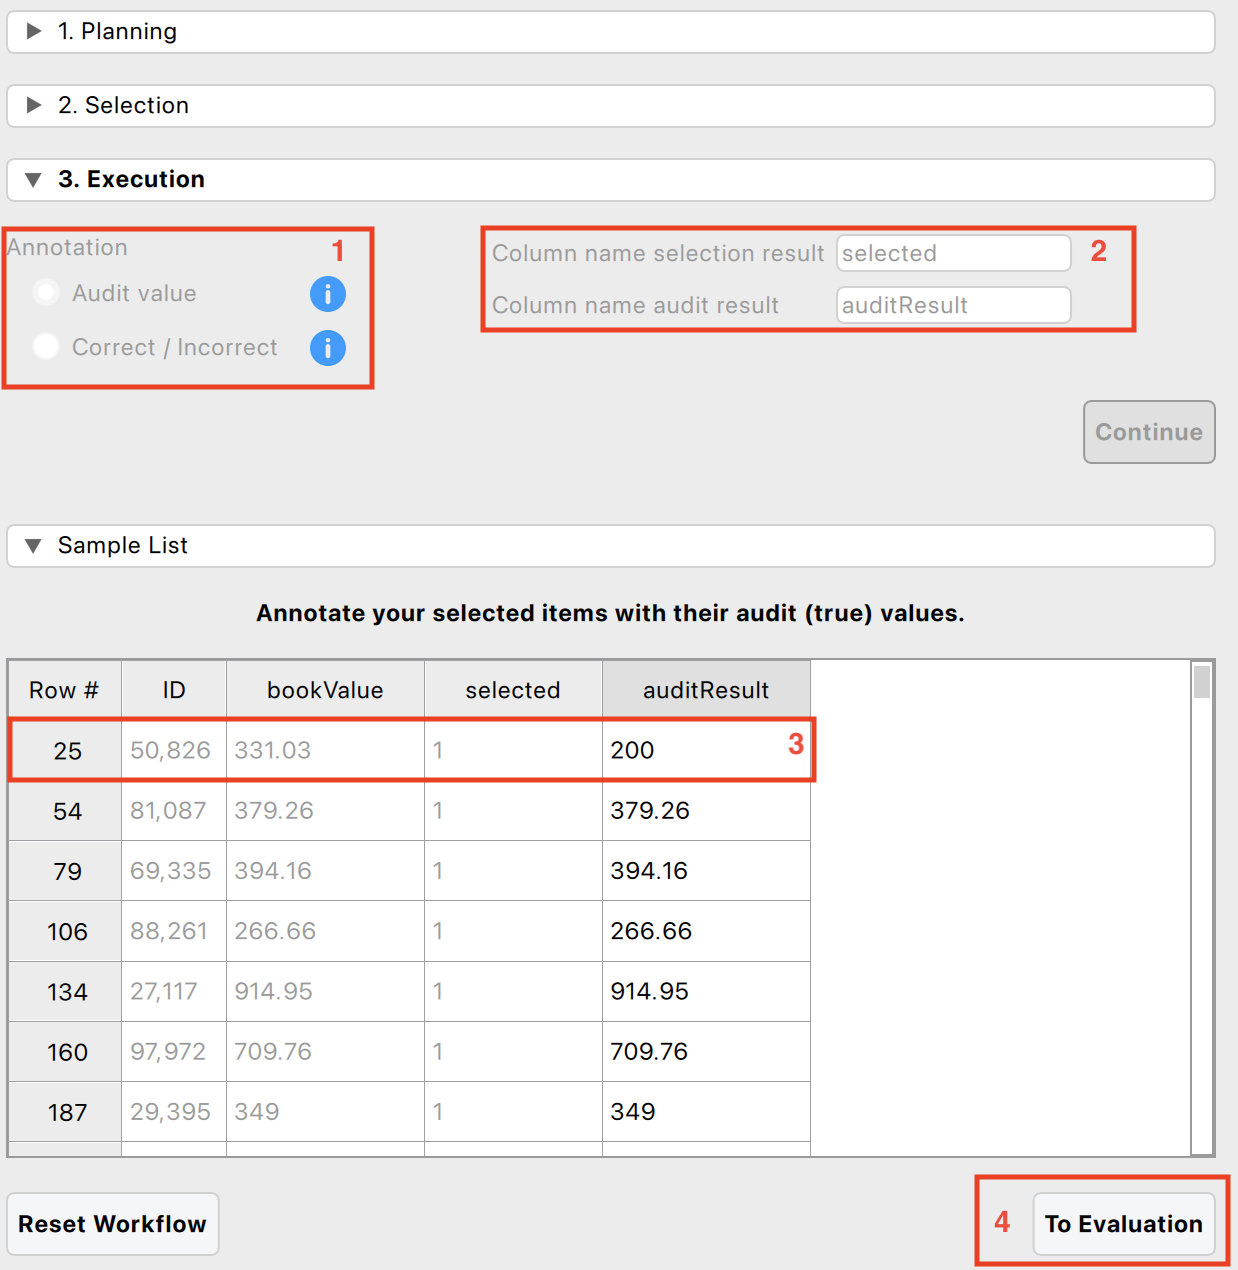 1. Planning
2. Selection
3. Execution
Annotation 1
Audit value i
Correct / Incorrect i
Column name selection result selected 2
Column name audit result auditResult
Continue
Sample List
Annotate your selected items with their audit (true) values.
Row # ID bookValue selected auditResult
25 50,826 331.03 1 200 3
54 81,087 379.26 1 379.26
79 69,335 394.16 1 394.16
106 88,261 266.66 1 266.66
134 27,117 914.95 1 914.95
160 97,972 709.76 1 709.76
187 29,395 349 1 349
Reset Workflow 4 To Evaluation